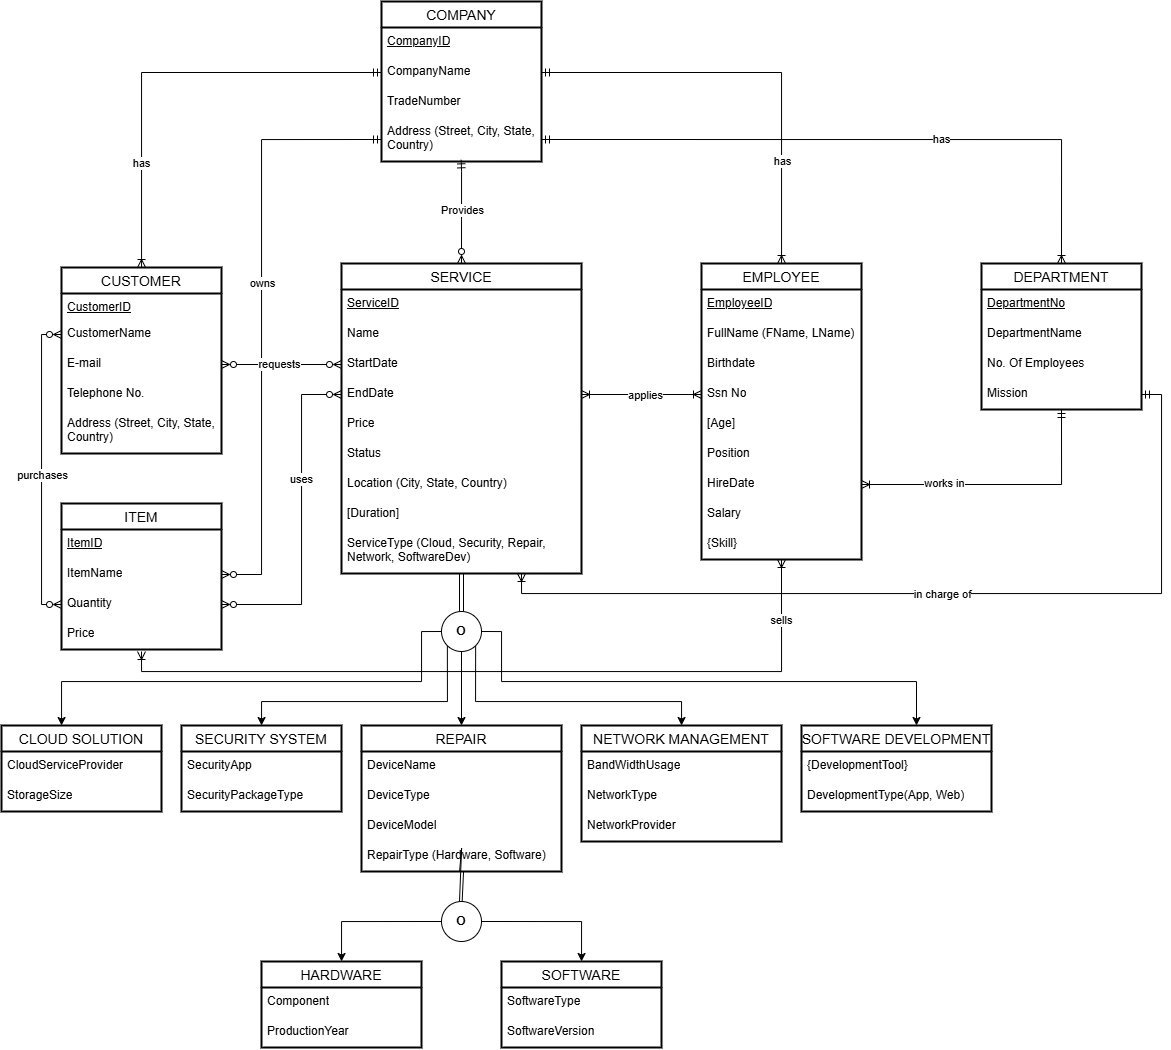 COMPANY
CompanyID
CompanyName
TradeNumber
Address (Street, City, State,
Country)
has
has
has
Provides
owns
CUSTOMER
CustomerID
CustomerName
E-mail
Telephone No.
Address (Street, City, State,
Country)
requests
purchases
uses
SERVICE
ServiceID
Name
StartDate
EndDate
Price
Status
Location (City, State, Country)
[Duration]
ServiceType (Cloud, Security, Repair,
Network, SoftwareDev)
applies
EMPLOYEE
EmployeeID
FullName (FName, LName)
Birthdate
Ssn No
[Age]
Position
HireDate
Salary
{Skill}
works in
DEPARTMENT
DepartmentNo
DepartmentName
No. Of Employees
Mission
in charge of
sells
ITEM
ItemID
ItemName
Quantity
Price
O
CLOUD SOLUTION
CloudServiceProvider
StorageSize
SECURITY SYSTEM
SecurityApp
SecurityPackageType
REPAIR
DeviceName
DeviceType
DeviceModel
RepairType (Hardware, Software)
NETWORK MANAGEMENT
BandWidthUsage
NetworkType
NetworkProvider
SOFTWARE DEVELOPMENT
{DevelopmentTool}
DevelopmentType(App, Web)
O
HARDWARE
Component
ProductionYear
SOFTWARE
SoftwareType
SoftwareVersion